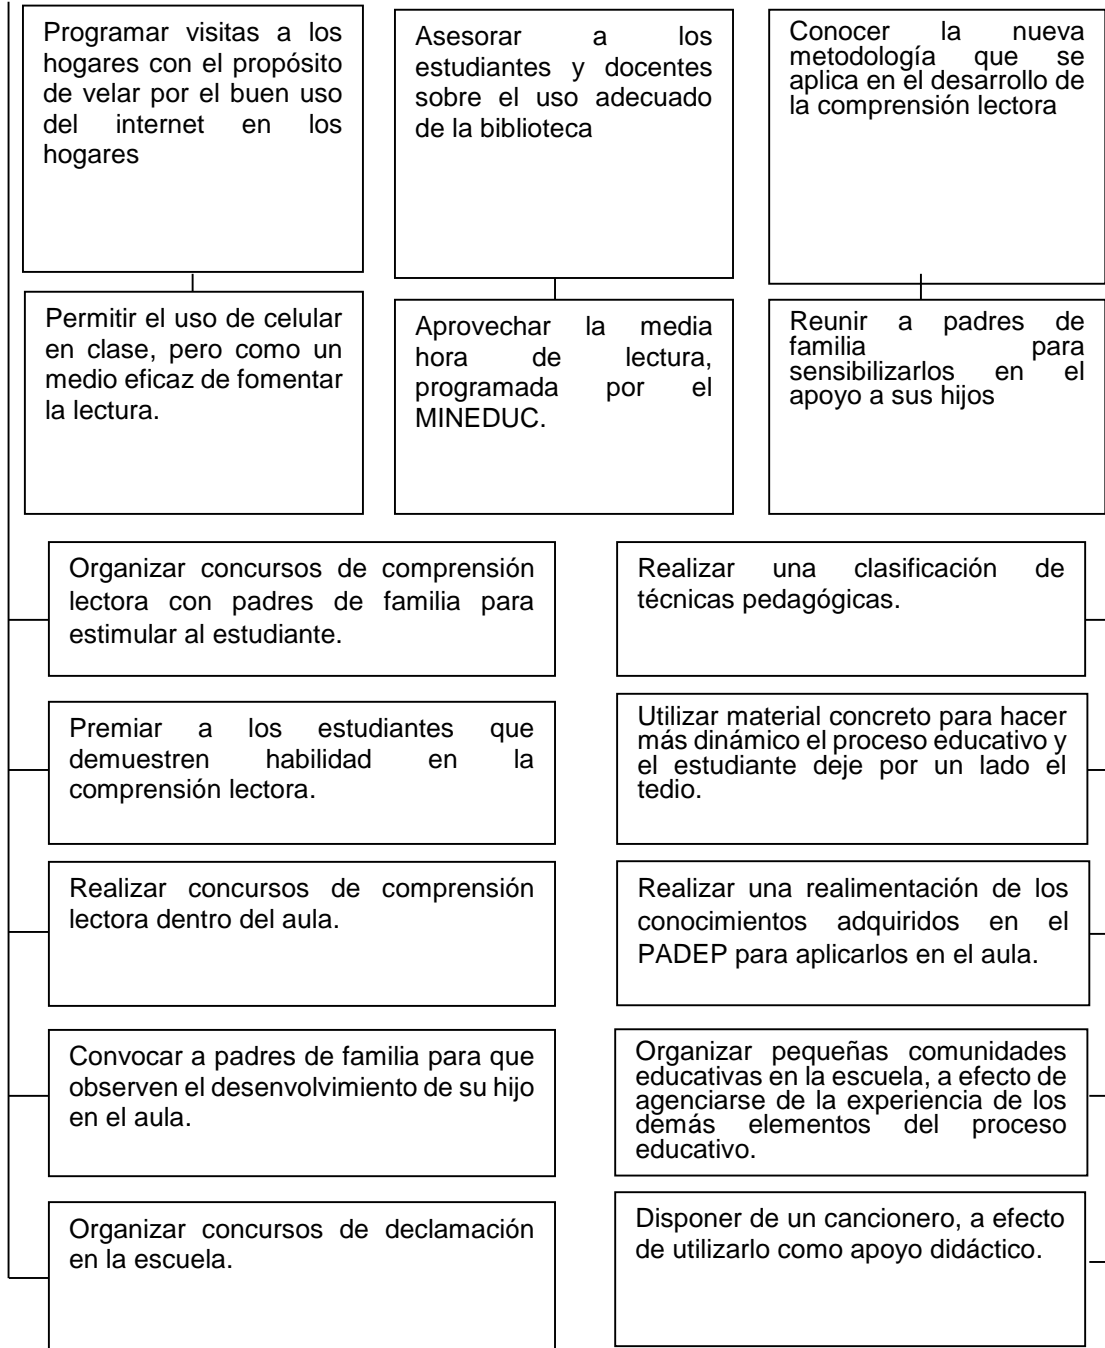 Programar visitas a los
hogares con el propósito
de velar por el buen uso
del internet en los
hogares
Asesorar a los
estudiantes y docentes
sobre el uso adecuado
de la biblioteca
Conocer la nueva
metodología que se
aplica en el desarrollo de
la comprensión lectora
Permitir el uso de celular
en clase, pero como un
medio eficaz de fomentar
la lectura.
Aprovechar la media
hora de lectura,
programada por el
MINEDUC.
Reunir a padres de
familia para
sensibilizarlos en el
apoyo a sus hijos
Organizar concursos de comprensión
lectora con padres de familia para
estimular al estudiante.
Realizar una clasificación de
técnicas pedagógicas.
Premiar a los estudiantes que
demuestren habilidad en la
comprensión lectora.
Utilizar material concreto para hacer
más dinámico el proceso educativo y
el estudiante deje por un lado el
tedio.
Realizar concursos de comprensión
lectora dentro del aula.
Realizar una realimentación de los
conocimientos adquiridos en el
PADEP para aplicarlos en el aula.
Convocar a padres de familia para que
observen el desenvolvimiento de su hijo
en el aula.
Organizar pequeñas comunidades
educativas en la escuela, a efecto de
agenciarse de la experiencia de los
demás elementos del proceso
educativo.
Organizar concursos de declamación
en la escuela.
Disponer de un cancionero, a efecto
de utilizarlo como apoyo didáctico.